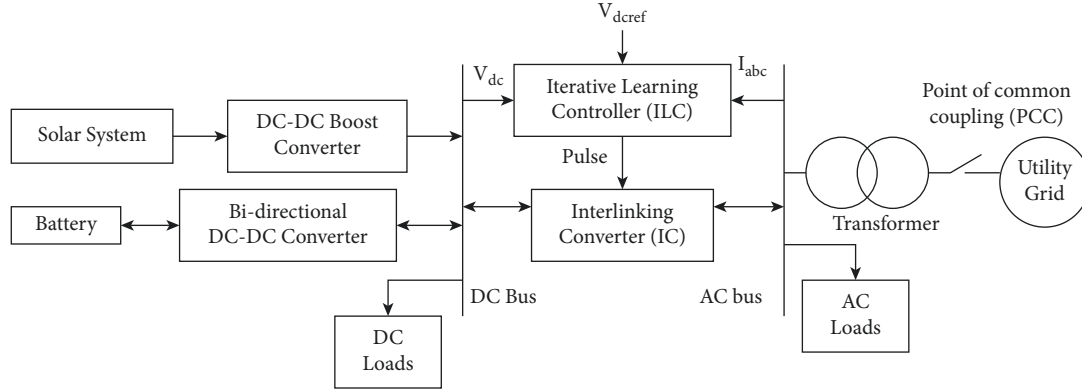 V_dcref
V_dc
Iterative Learning
Controller (ILC)
I_abc
Point of common
coupling (PCC)
Solar System
DC-DC Boost
Converter
Pulse
Utility
Grid
Battery
Bi-directional
DC-DC Converter
Interlinking
Converter (IC)
Transformer
DC Bus
AC bus
DC
Loads
AC
Loads